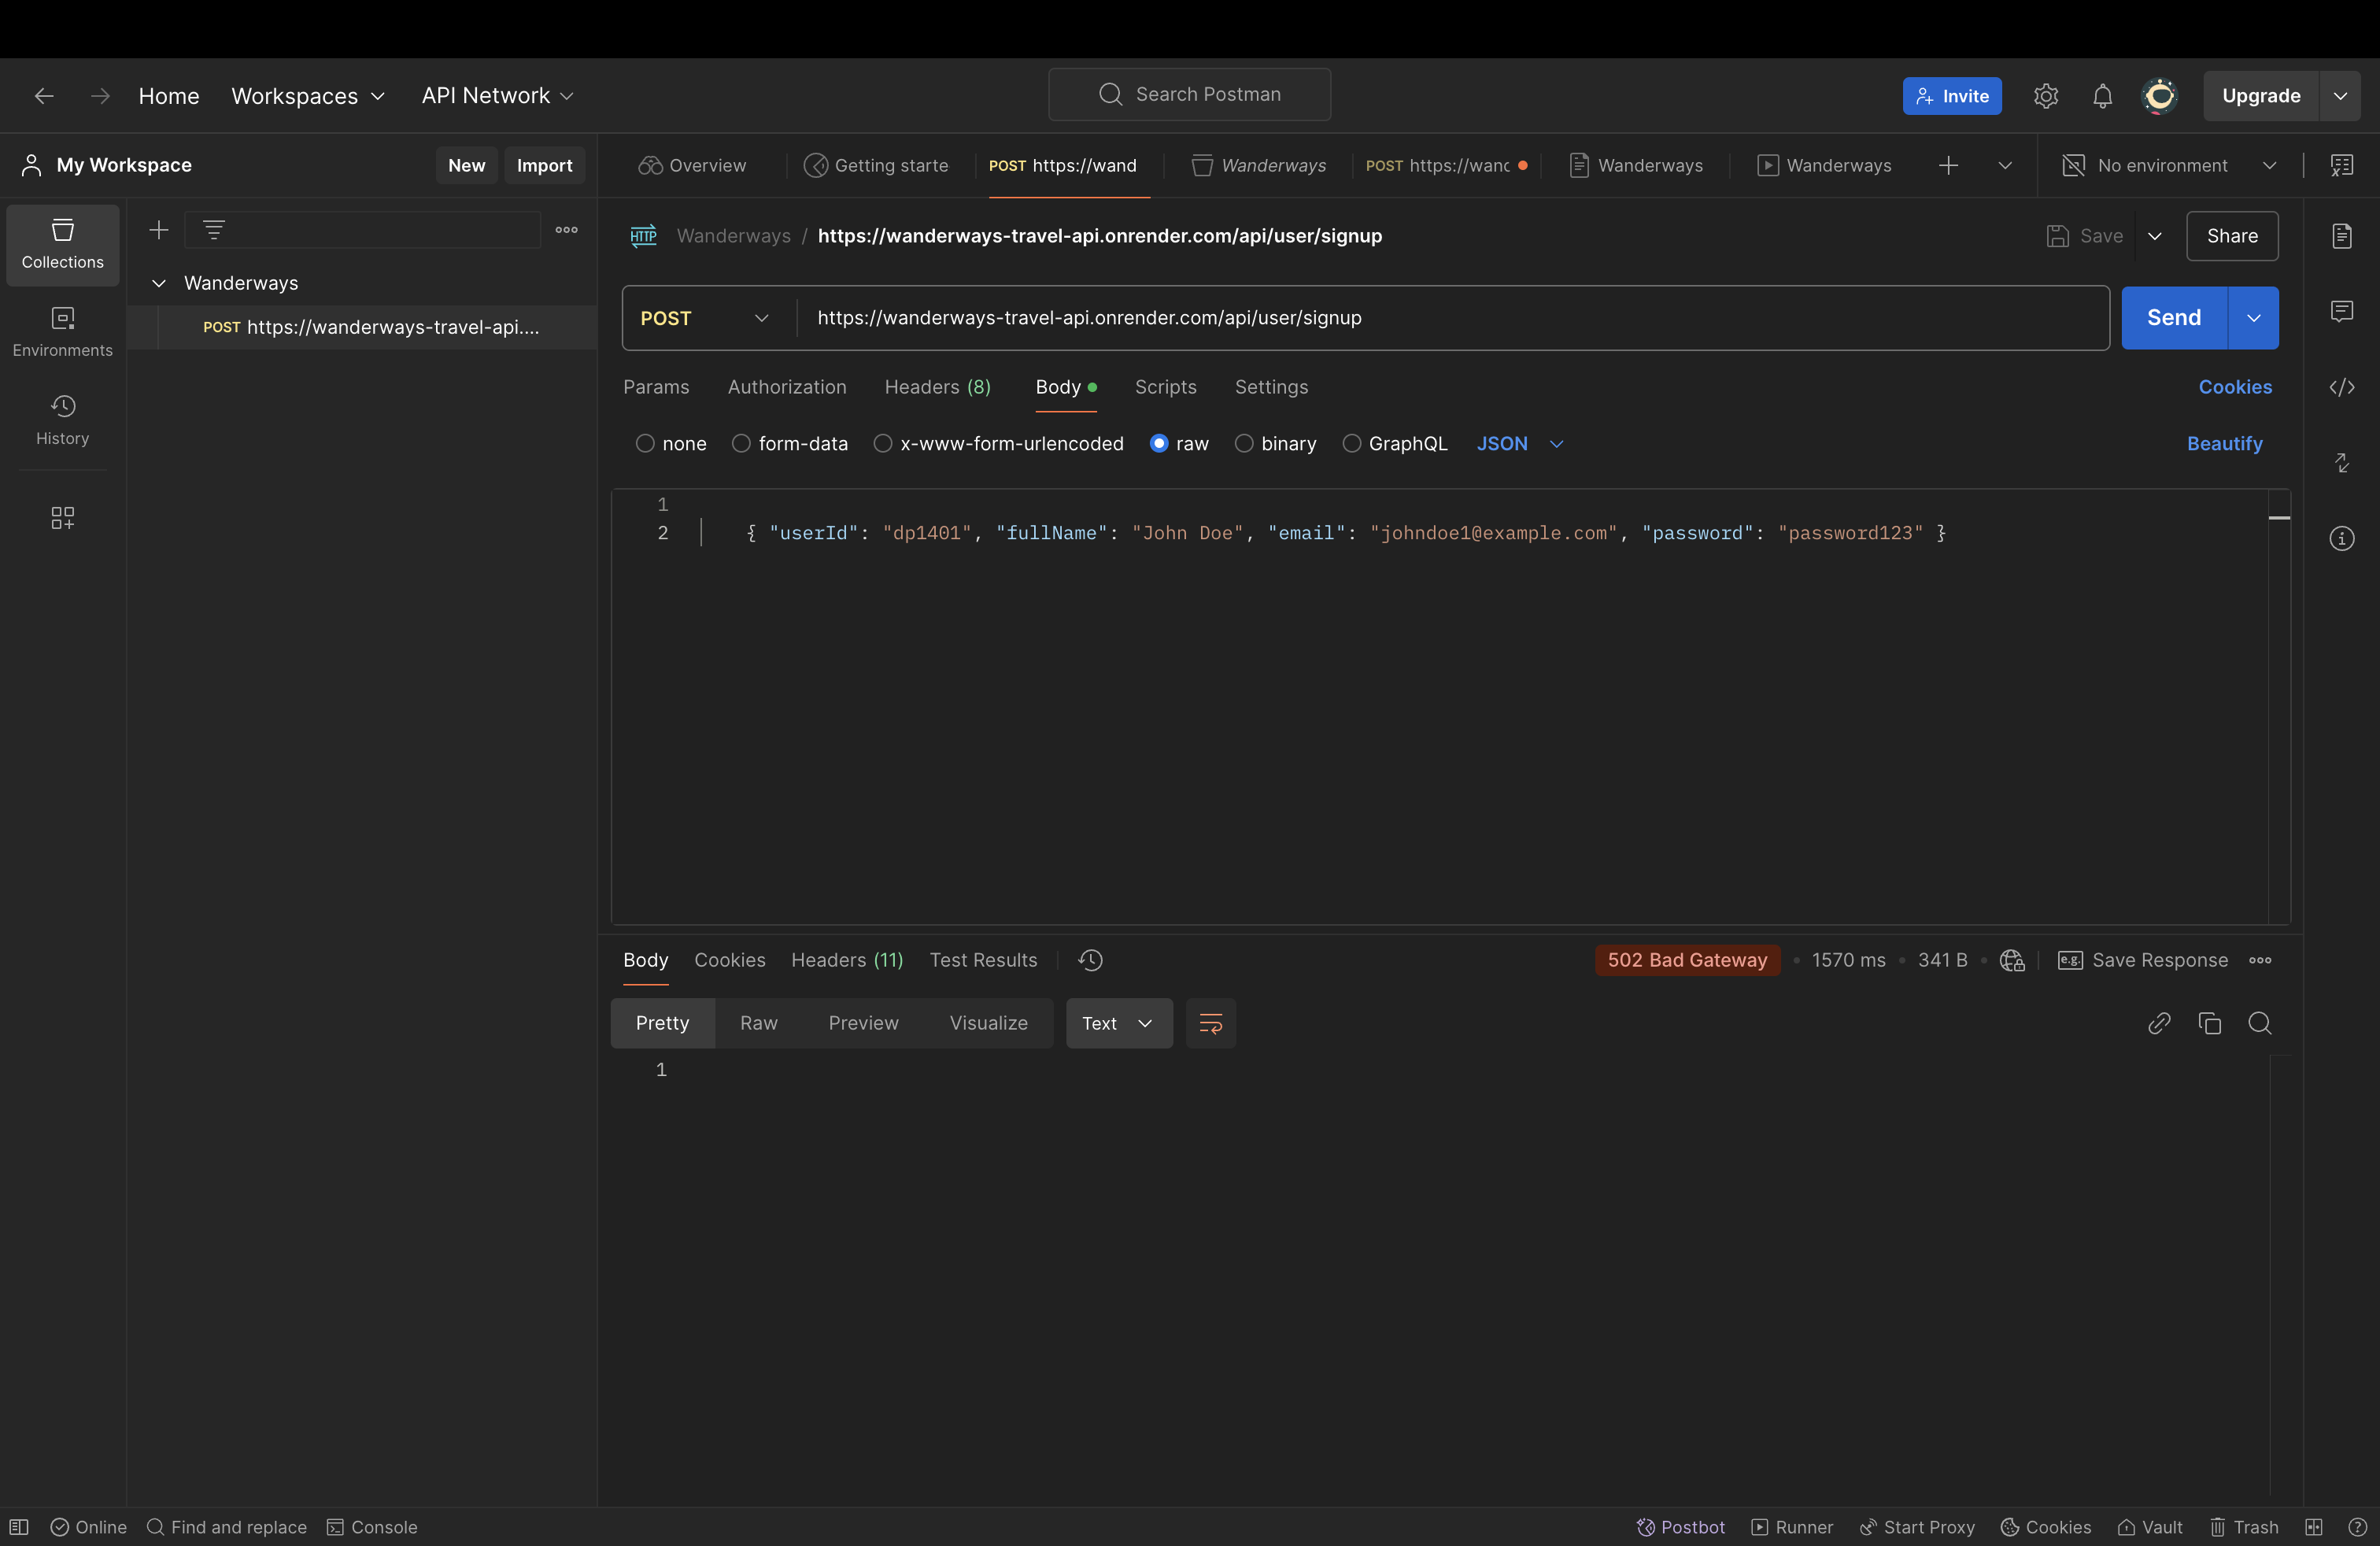 Home Workspaces API Network Search Postman Invite Upgrade
My Workspace New Import Overview Getting starte POST https://wand Wanderways POST https://wand Wanderways Wanderways No environment
Collections
Environments
History
Wanderways
POST https://wanderways-travel-api....
HTTP Wanderways / https://wanderways-travel-api.onrender.com/api/user/signup Save Share
POST https://wanderways-travel-api.onrender.com/api/user/signup Send
Params Authorization Headers (8) Body Scripts Settings Cookies
none form-data x-www-form-urlencoded raw binary GraphQL JSON Beautify
1
2 { "userId": "dp1401", "fullName": "John Doe", "email": "johndoe1@example.com", "password": "password123" }
Body Cookies Headers (11) Test Results 502 Bad Gateway 1570 ms 341 B e.g. Save Response
Pretty Raw Preview Visualize Text
1
Online Find and replace Console Postbot Runner Start Proxy Cookies Vault Trash